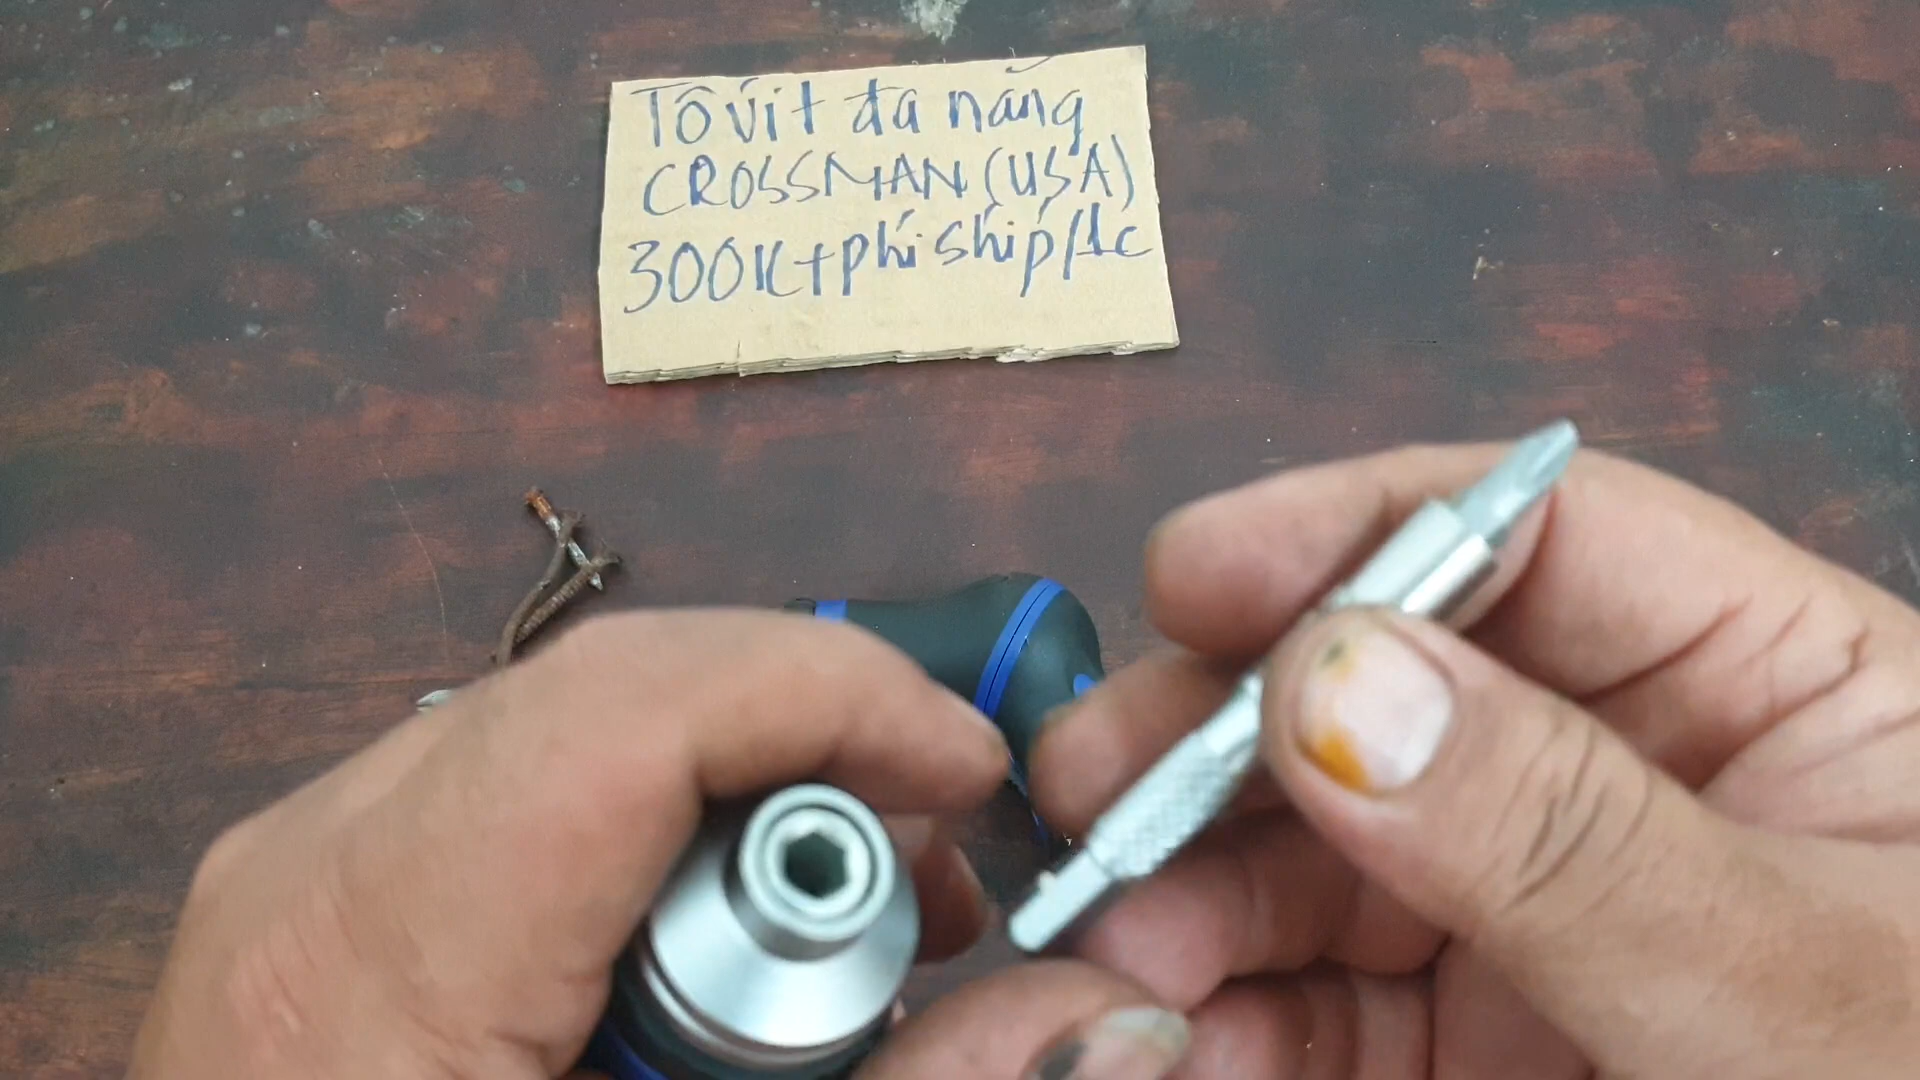 Tô vít đa năng
CROSSMAN (USA)
300K + phí ship/1c